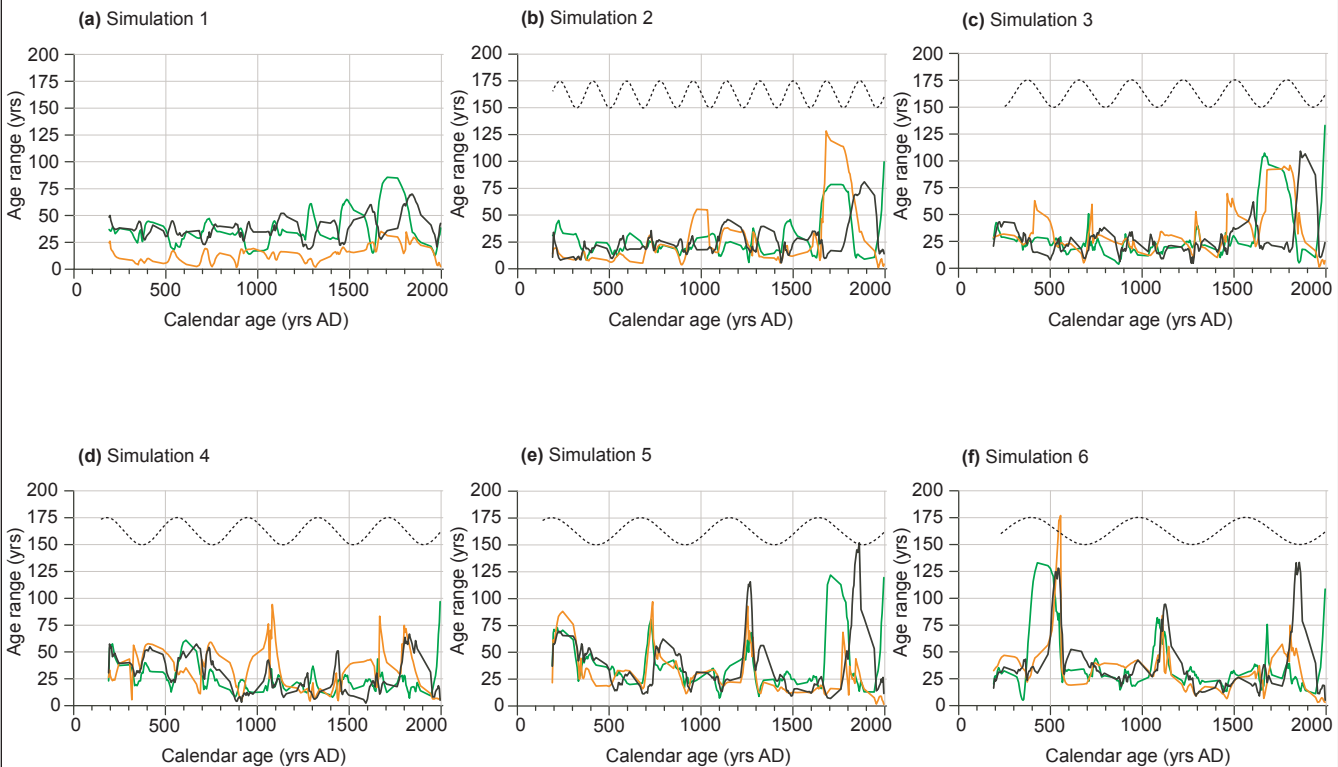 (a) Simulation 1
(b) Simulation 2
(c) Simulation 3
200
175
150
125
100
75
50
25
0
Age range (yrs)
0 500 1000 1500 2000
Calendar age (yrs AD)
200
175
150
125
100
75
50
25
0
Age range (yrs)
0 500 1000 1500 2000
Calendar age (yrs AD)
200
175
150
125
100
75
50
25
0
Age range (yrs)
0 500 1000 1500 2000
Calendar age (yrs AD)
(d) Simulation 4
(e) Simulation 5
(f) Simulation 6
200
175
150
125
100
75
50
25
0
Age range (yrs)
0 500 1000 1500 2000
Calendar age (yrs AD)
200
175
150
125
100
75
50
25
0
Age range (yrs)
0 500 1000 1500 2000
Calendar age (yrs AD)
200
175
150
125
100
75
50
25
0
Age range (yrs)
0 500 1000 1500 2000
Calendar age (yrs AD)